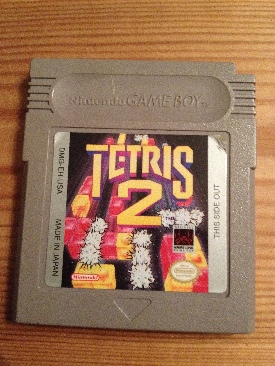 Nintendo GAME BOY
TETRIS
2
DMG-EH-USA
MADE IN JAPAN
THIS SIDE OUT
Nintendo